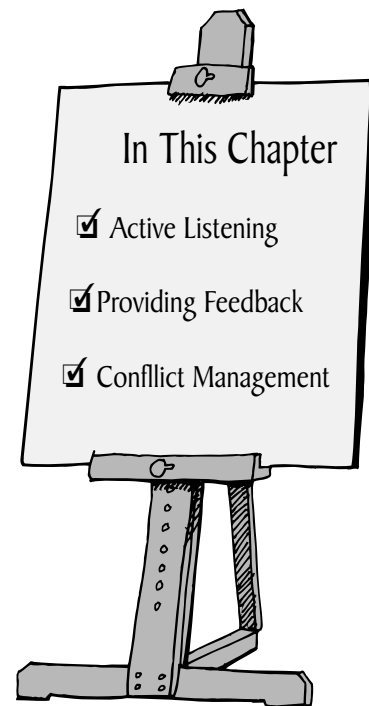 In This Chapter
☑ Active Listening
☑ Providing Feedback
☑ Confllict Management